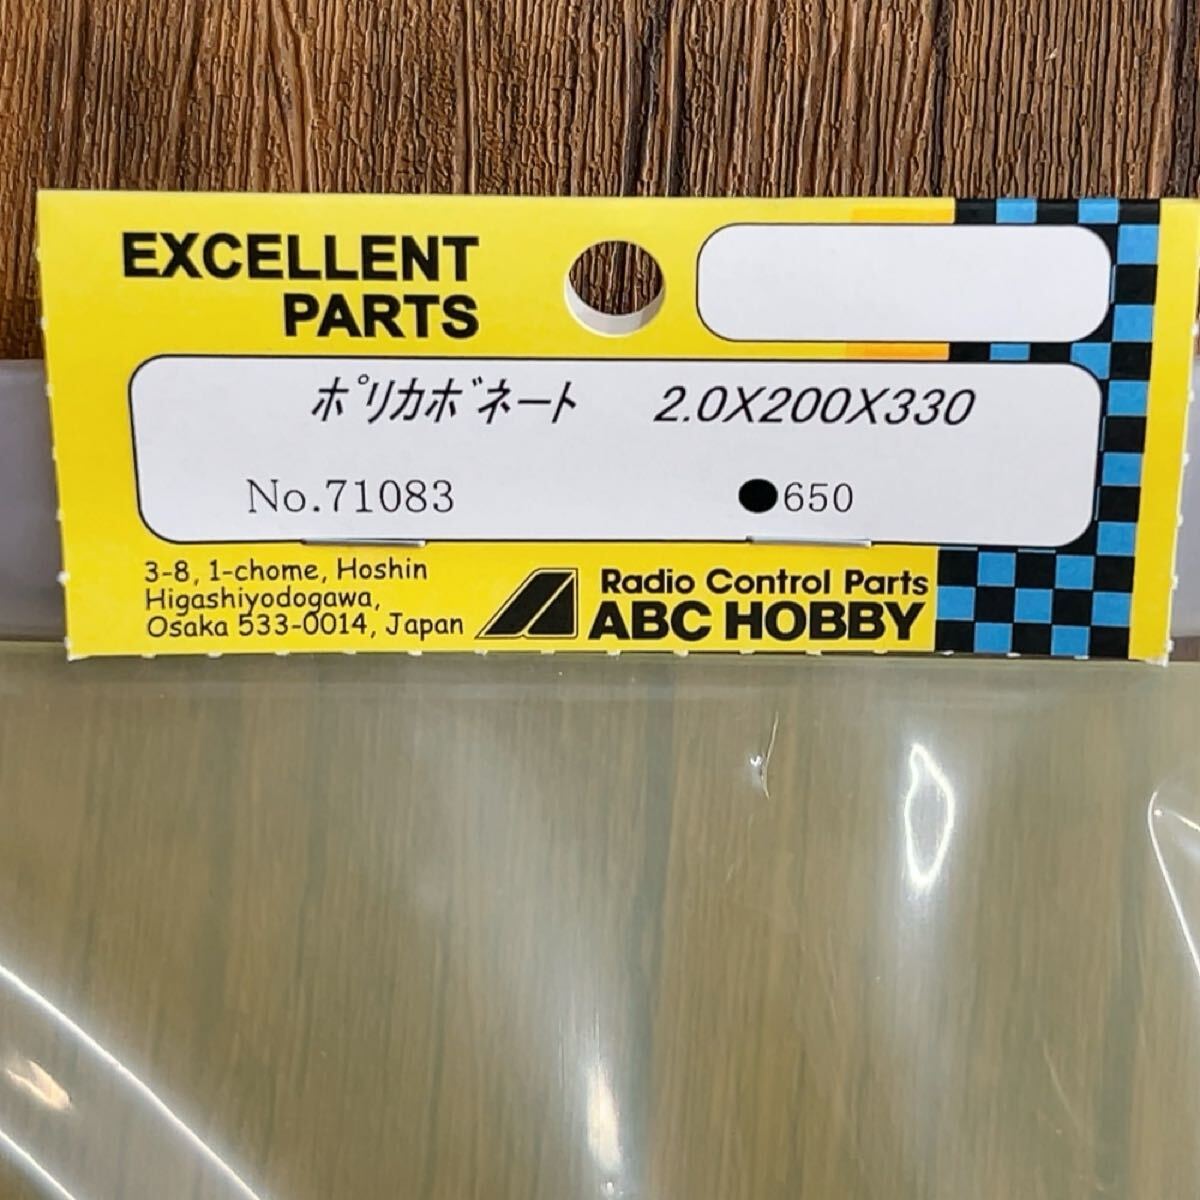 EXCELLENT
PARTS
ポリカボネート 2.0X200X330
No.71083 ●650
3-8, 1-chome, Hoshin
Higashiyodogawa,
Osaka 533-0014, Japan
Radio Control Parts
ABC HOBBY